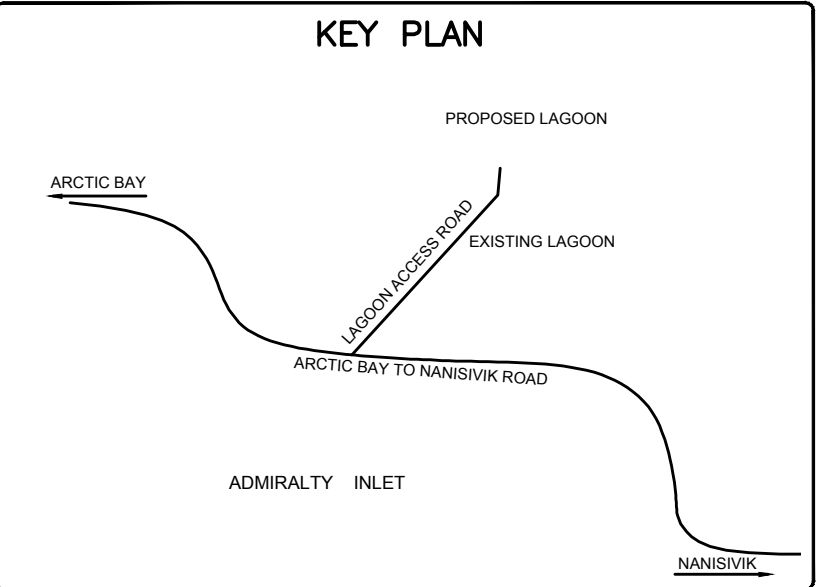 KEY PLAN
PROPOSED LAGOON
ARCTIC BAY
LAGOON ACCESS ROAD
EXISTING LAGOON
ARCTIC BAY TO NANISIVIK ROAD
ADMIRALTY INLET
NANISIVIK